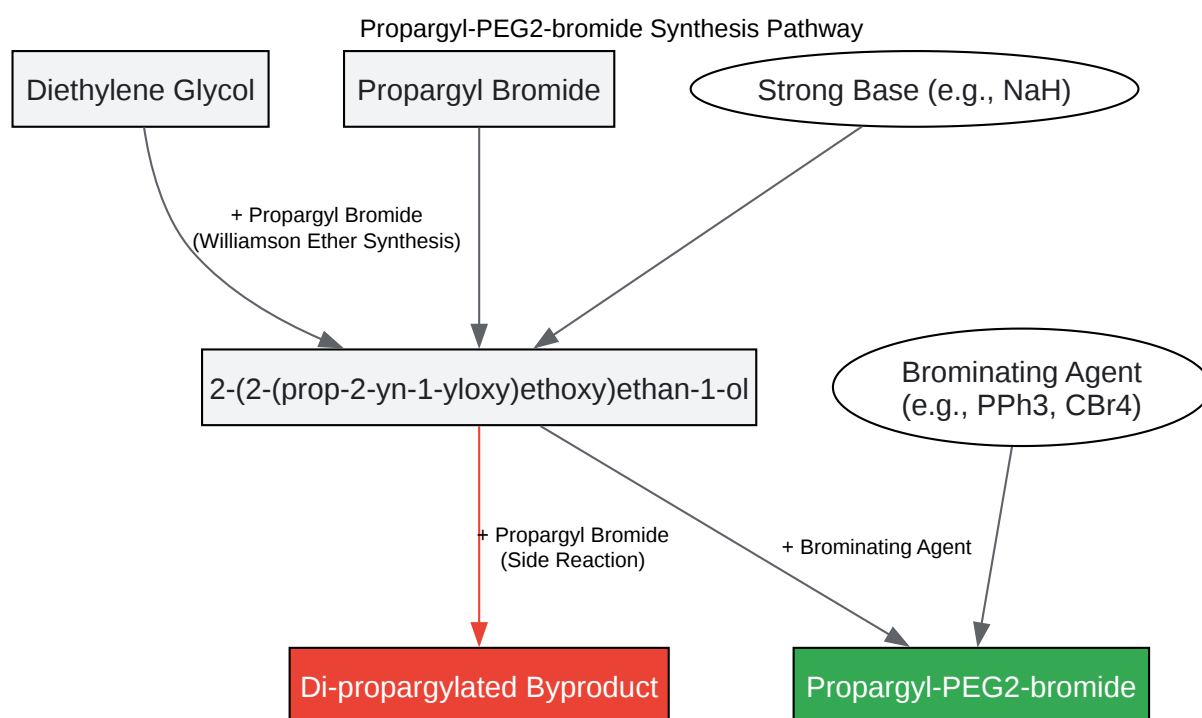 Propargyl-PEG2-bromide Synthesis Pathway
Diethylene Glycol
Propargyl Bromide
Strong Base (e.g., NaH)
+ Propargyl Bromide
(Williamson Ether Synthesis)
2-(2-(prop-2-yn-1-yloxy)ethoxy)ethan-1-ol
Brominating Agent
(e.g., PPh3, CBr4)
+ Propargyl Bromide
(Side Reaction)
+ Brominating Agent
Di-propargylated Byproduct
Propargyl-PEG2-bromide